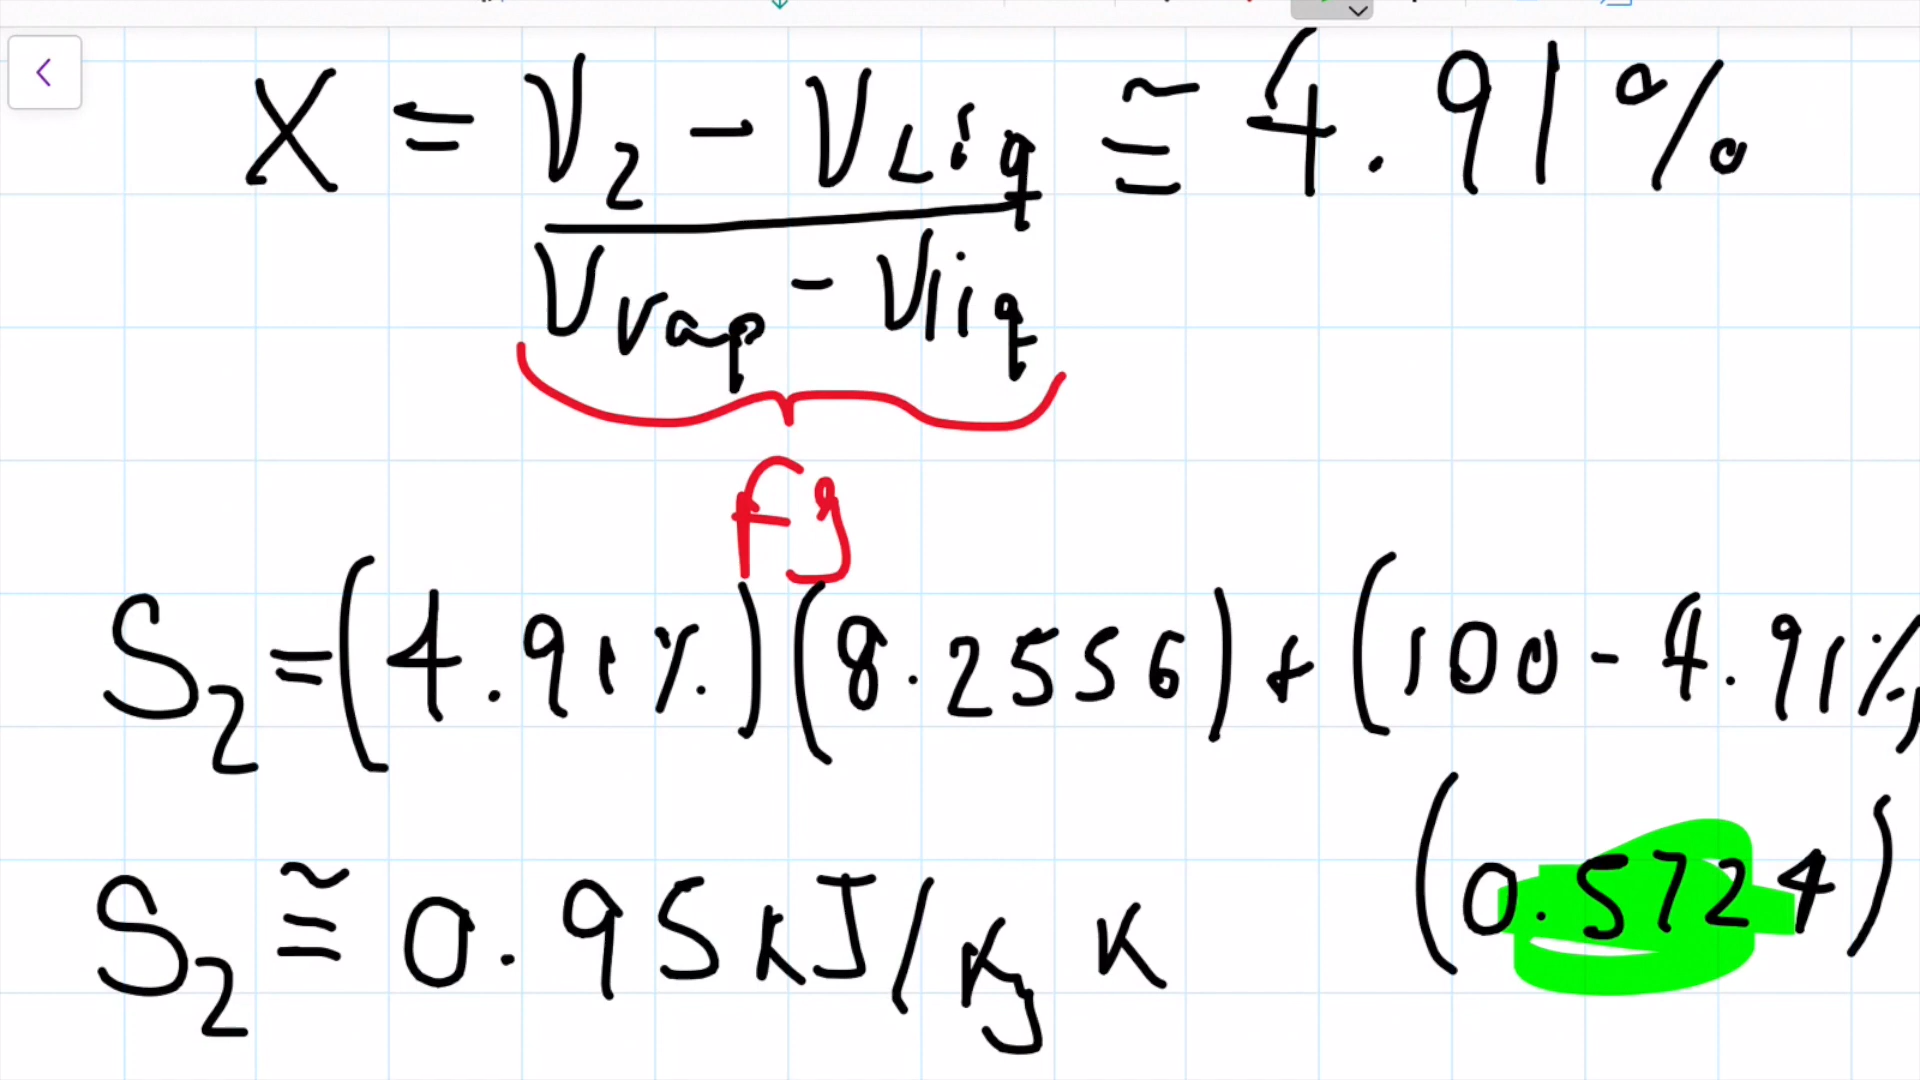 X = V2 - VLiq ≅ 4.91%
Vvap - Vliq
fg
S2 = (4.91%)(8.2556) + (100 - 4.91%)
(0.5724)
S2 ≅ 0.95 kJ/kg K